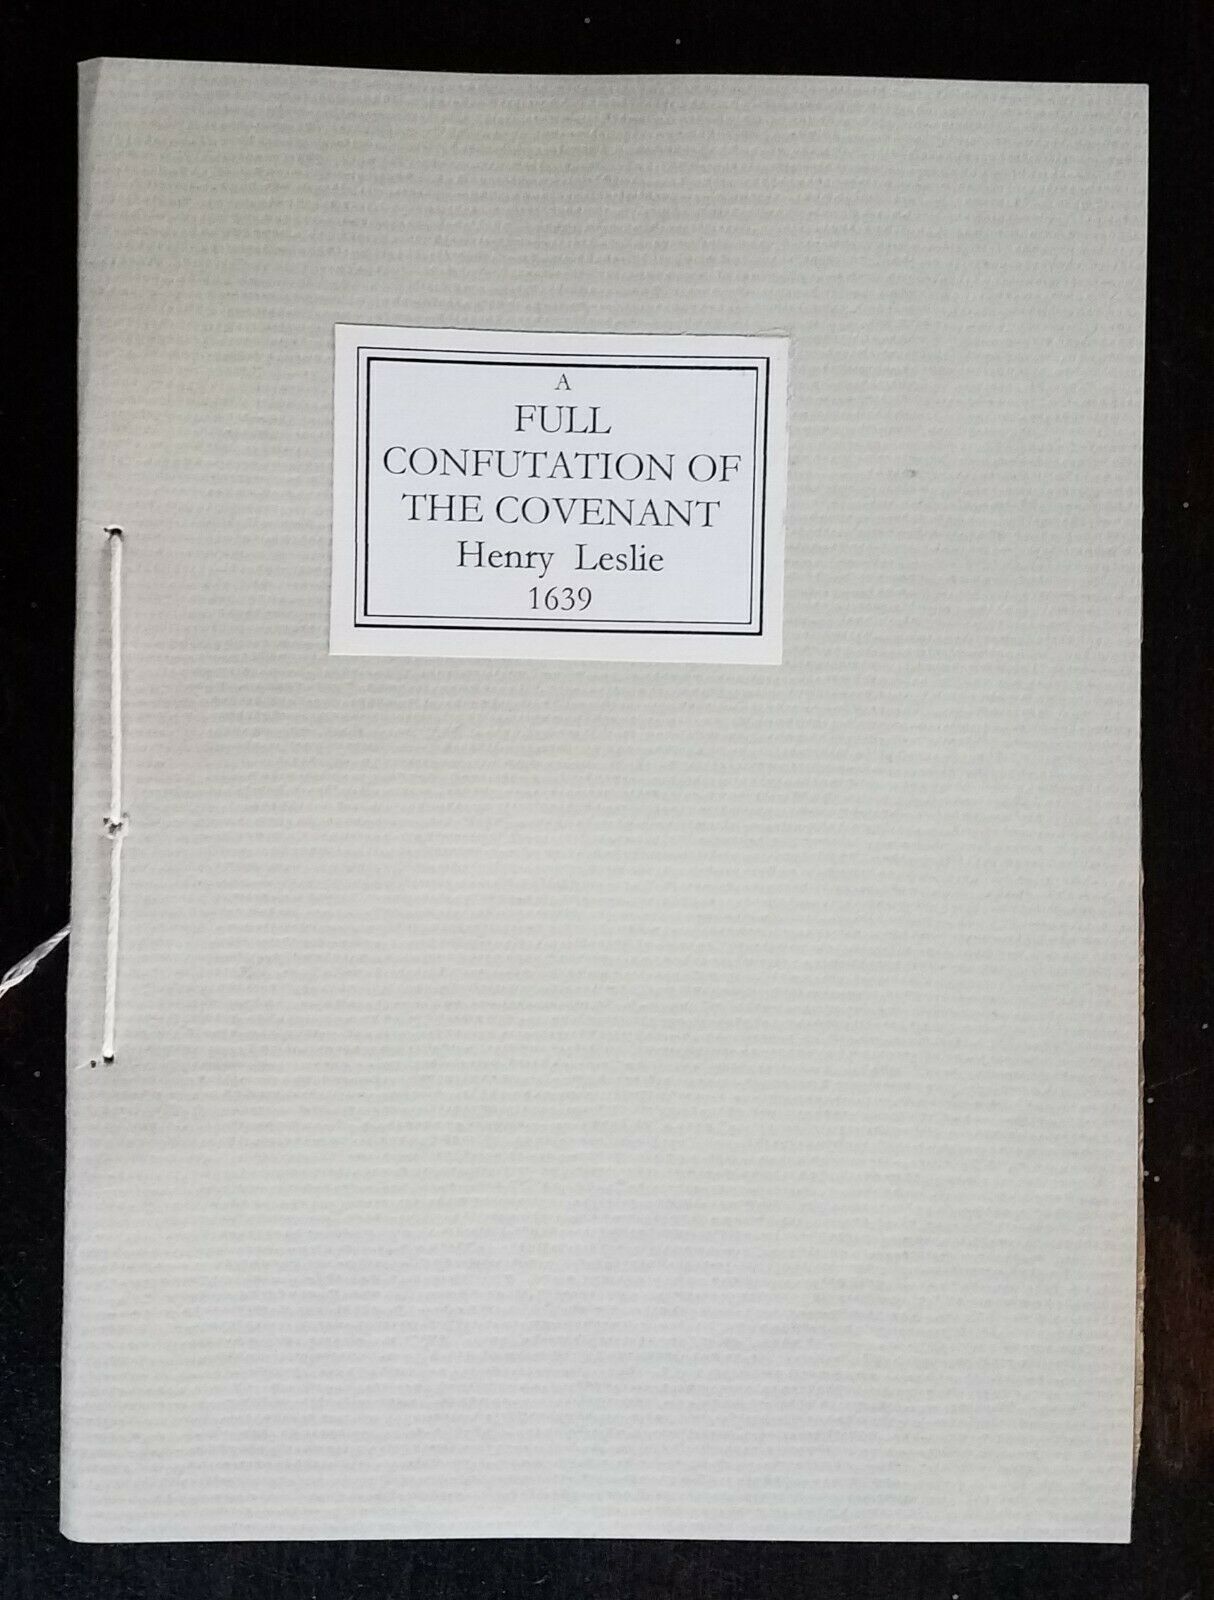 A
FULL
CONFUTATION OF
THE COVENANT
Henry Leslie
1639